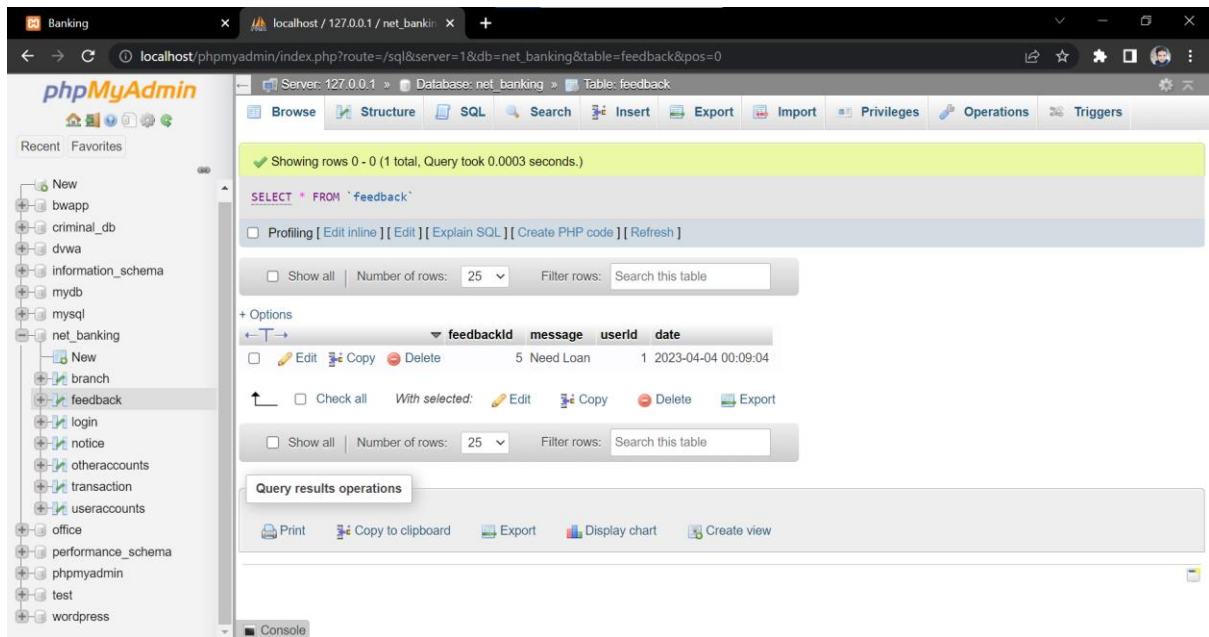 Banking
localhost / 127.0.0.1 / net_bankin
localhost/phpmyadmin/index.php?route=/sql&server=1&db=net_banking&table=feedback&pos=0
phpMyAdmin
Recent Favorites
New
bwapp
criminal_db
dvwa
information_schema
mydb
mysql
net_banking
New
branch
feedback
login
notice
otheraccounts
transaction
useraccounts
office
performance_schema
phpmyadmin
test
wordpress
Server: 127.0.0.1 » Database: net_banking » Table: feedback
Browse Structure SQL Search Insert Export Import Privileges Operations Triggers
Showing rows 0 - 0 (1 total, Query took 0.0003 seconds.)
SELECT * FROM `feedback`
Profiling [ Edit inline ] [ Edit ] [ Explain SQL ] [ Create PHP code ] [ Refresh ]
Show all | Number of rows: 25 Filter rows: Search this table
+ Options
←T→ feedbackId message userId date
Edit Copy Delete 5 Need Loan 1 2023-04-04 00:09:04
Check all With selected: Edit Copy Delete Export
Show all | Number of rows: 25 Filter rows: Search this table
Query results operations
Print Copy to clipboard Export Display chart Create view
Console